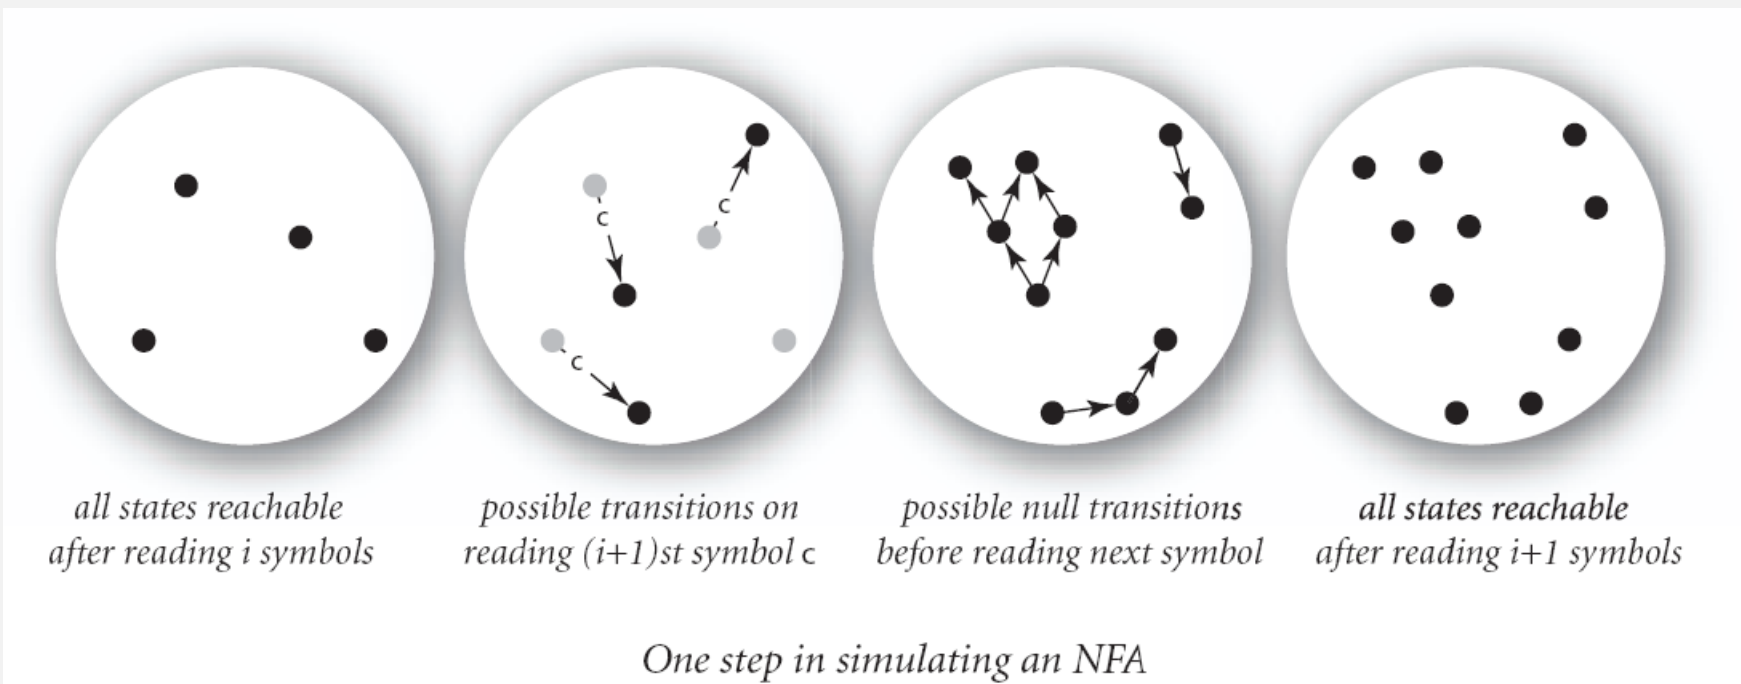 c
c
c
all states reachable
after reading i symbols
possible transitions on
reading (i+1)st symbol c
possible null transitions
before reading next symbol
all states reachable
after reading i+1 symbols
One step in simulating an NFA